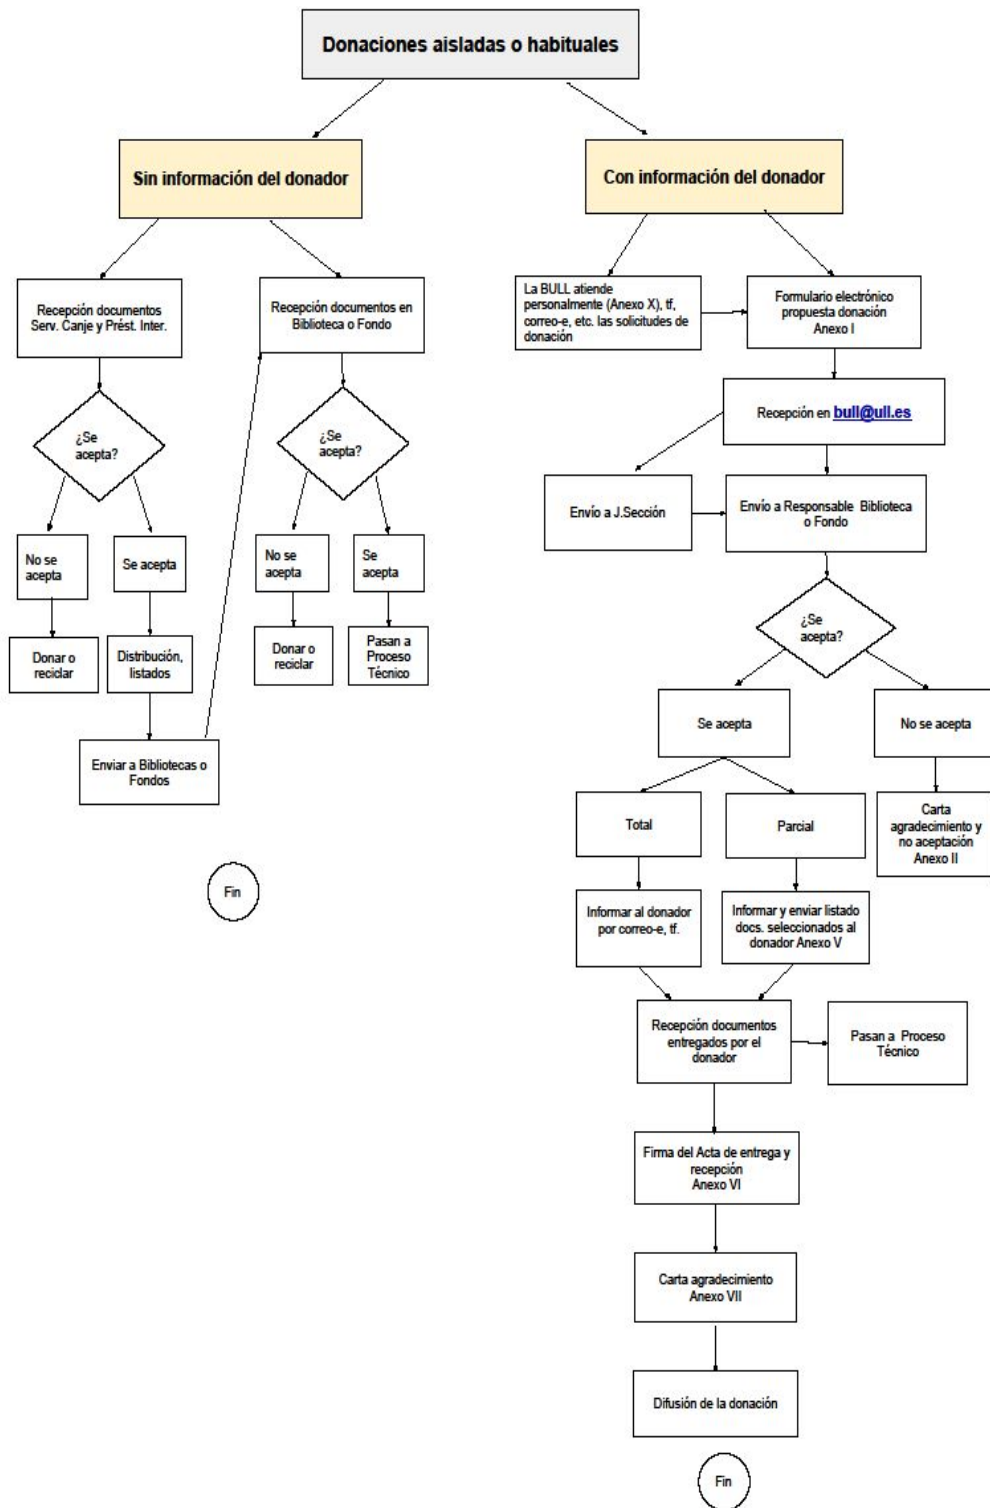 Donaciones aisladas o habituales
Sin información del donador
Con información del donador
Recepción documentos
Serv. Canje y Prést. Inter.
Recepción documentos en
Biblioteca o Fondo
La BULL atiende
personalmente (Anexo X), tf,
correo-e, etc. las solicitudes de
donación
Formulario electrónico
propuesta donación
Anexo I
Recepción en bull@ull.es
¿Se
acepta?
¿Se
acepta?
Envío a J.Sección
Envío a Responsable Biblioteca
o Fondo
No se
acepta
Se acepta
No se
acepta
Se
acepta
¿Se
acepta?
Donar o
reciclar
Distribución,
listados
Donar o
reciclar
Pasan a
Proceso
Técnico
Se acepta
No se acepta
Enviar a Bibliotecas o
Fondos
Total
Parcial
Carta
agradecimiento y
no aceptación
Anexo II
Fin
Informar al donador
por correo-e, tf.
Informar y enviar listado
docs. seleccionados al
donador Anexo V
Recepción documentos
entregados por el
donador
Pasan a Proceso
Técnico
Firma del Acta de entrega y
recepción
Anexo VI
Carta agradecimiento
Anexo VII
Difusión de la donación
Fin